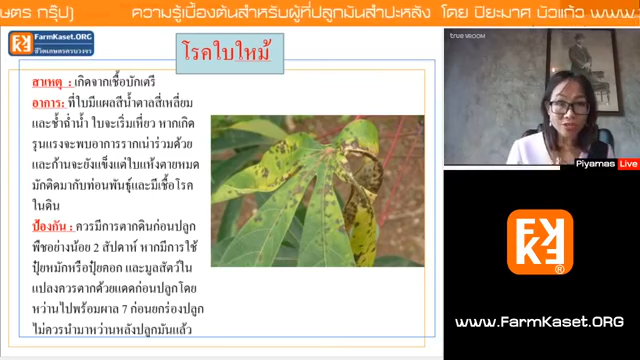 ษตร กรุ๊ป) ความรู้เบื้องต้นสำหรับผู้ที่ปลูกมันสำปะหลัง โดย ปิยะมาศ บัวแก้ว www.
FK FarmKaset.ORG
ชีวิตเกษตรครบวงจร
โรคใบไหม้
true VROOM
สาเหตุ : เกิดจากเชื้อบักเตรี
อาการ: ที่ใบมีแผลสีน้ำตาลสี่เหลี่ยม
และช้ำฉ่ำน้ำ ใบจะเริ่มเหี่ยว หากเกิด
รุนแรงจะพบอาการรากเน่าร่วมด้วย
และก้านจะยังแข็งแต่ใบแห้งตายหมด
มักติดมากับท่อนพันธุ์และมีเชื้อโรค
ในดิน
ป้องกัน : ควรมีการตากดินก่อนปลูก
พืชอย่างน้อย 2 สัปดาห์ หากมีการใช้
ปุ๋ยหมักหรือปุ๋ยคอก และมูลสัตว์ใน
แปลงควรตากด้วยแดดก่อนปลูกโดย
หว่านไปพร้อมผาล 7 ก่อนยกร่องปลูก
ไม่ควรนำมาหว่านหลังปลูกมันแล้ว
Piyamas Live
FK ®
www.FarmKaset.ORG